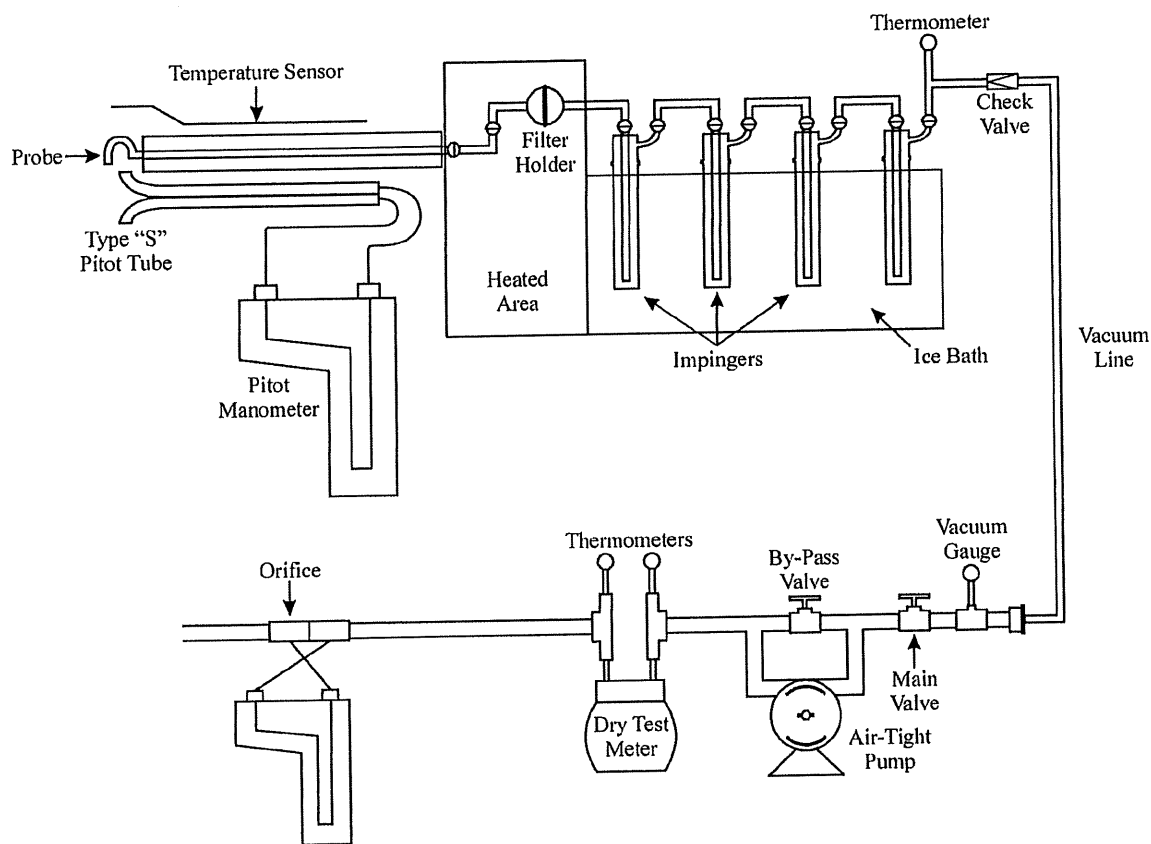 Thermometer
Temperature Sensor
Check
Valve
Probe
Filter
Holder
Type “S”
Pitot Tube
Heated
Area
Impingers
Ice Bath
Vacuum
Line
Pitot
Manometer
Thermometers
By-Pass
Valve
Vacuum
Gauge
Orifice
Main
Valve
Dry Test
Meter
Air-Tight
Pump